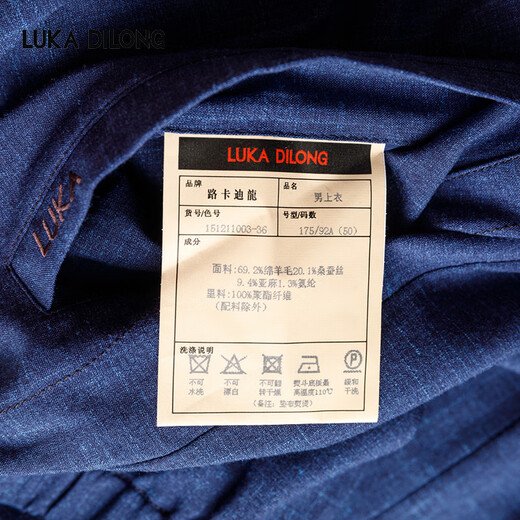 LUKA DILONG
LUKA
LUKA DILONG
品牌
路卡迪龍
品名
男上衣
货号/色号
151211003-36
号型/码数
175/92A (50)
成分
面料:69.2%绵羊毛20.1%桑蚕丝
9.4%亚麻1.3%氨纶
里料:100%聚酯纤维
(配料除外)
洗涤说明
不可 不可 不可翻 熨斗底板最 缓和
水洗 漂白 转干燥 高温度110℃ 干洗
(备注:垫布熨烫)